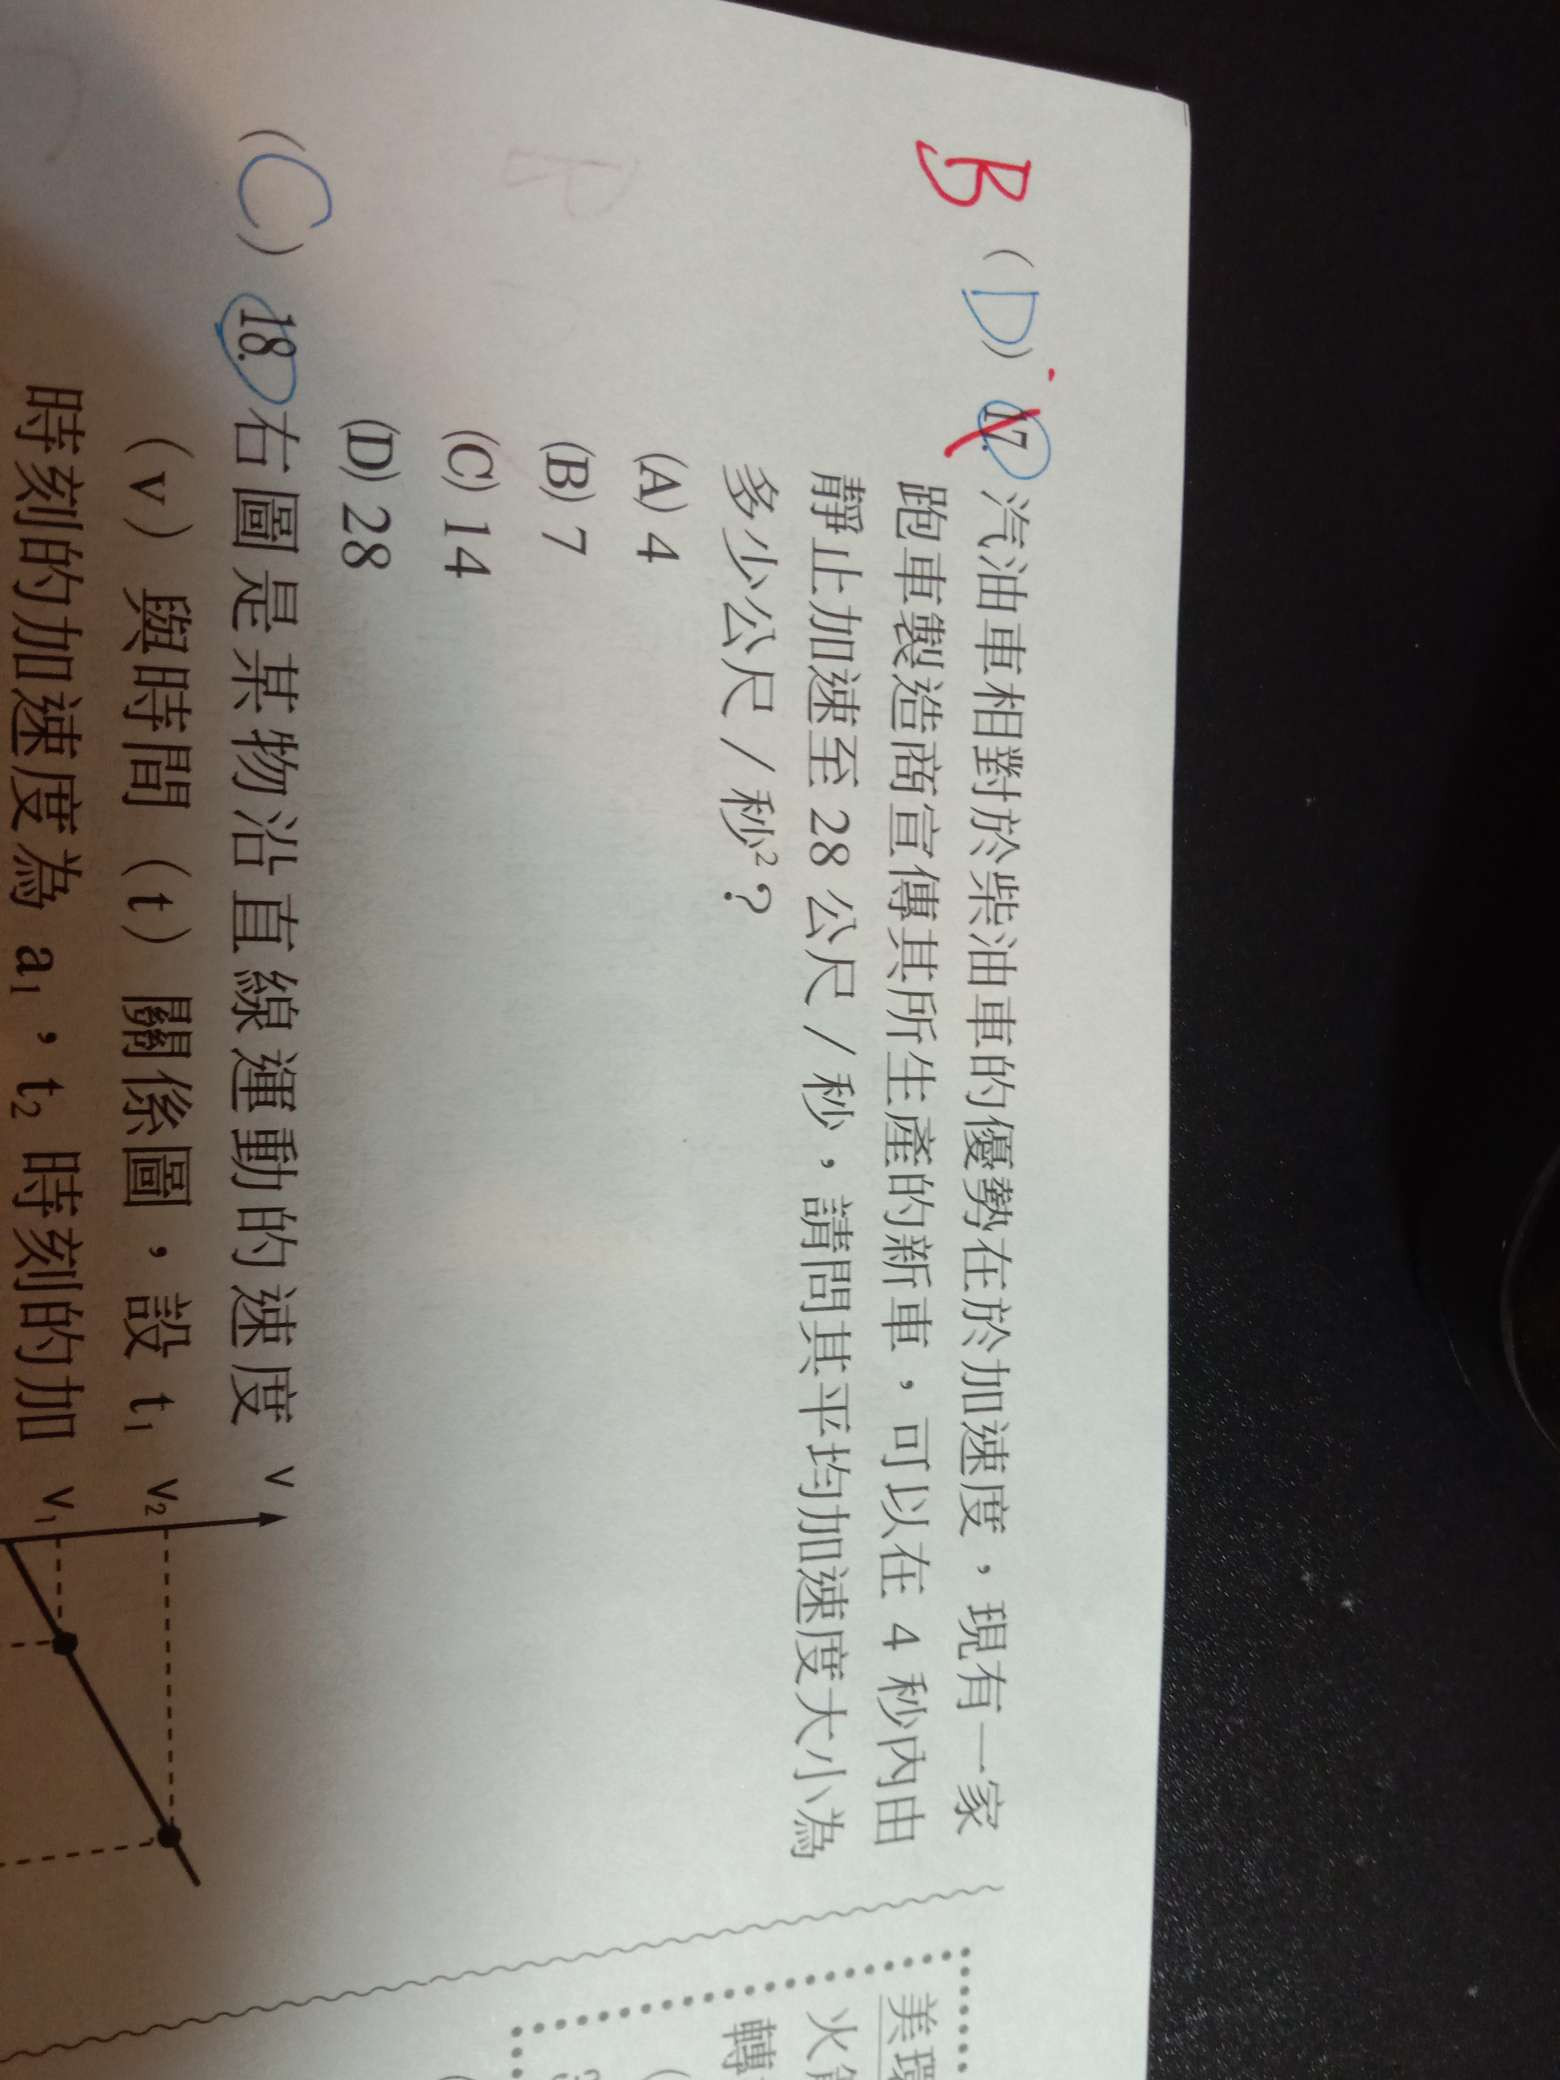 B (D) 17. 汽油車相對於柴油車的優勢在於加速度，現有一家
跑車製造商宣傳其所生產的新車，可以在 4 秒內由
靜止加速至 28 公尺／秒，請問其平均加速度大小為
多少公尺／秒²？
(A) 4
(B) 7
(C) 14
(D) 28
(C) 18. 右圖是某物沿直線運動的速度
（v）與時間（t）關係圖，設 t₁
時刻的加速度為 a₁，t₂ 時刻的加
v
v₂
v₁
美環
火
轉